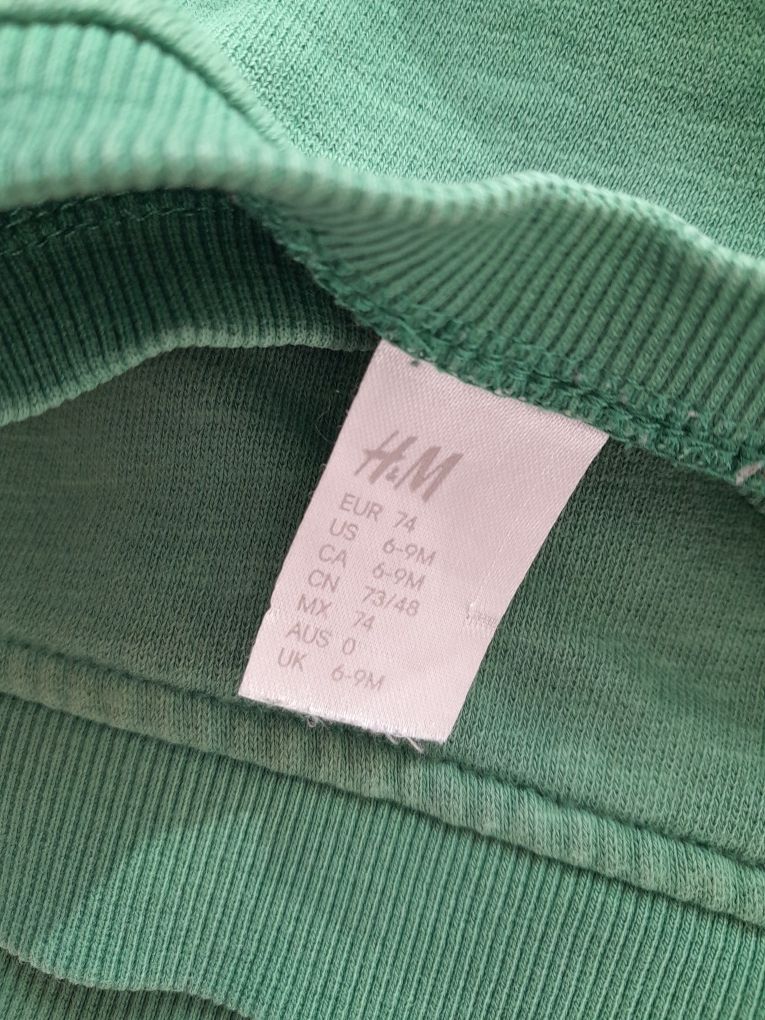 H&M
EUR 74
US 6-9M
CA 6-9M
CN 73/48
MX 74
AUS 0
UK 6-9M